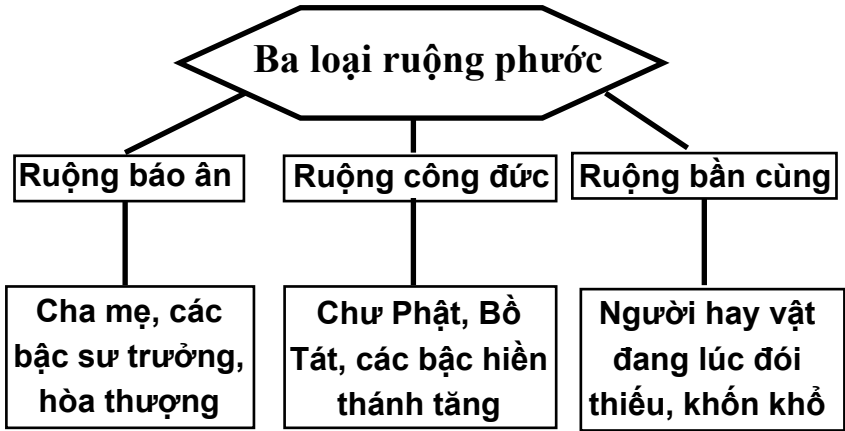 Ba loại ruộng phước
Ruộng báo ân
Ruộng công đức
Ruộng bần cùng
Cha mẹ, các
bậc sư trưởng,
hòa thượng
Chư Phật, Bồ
Tát, các bậc hiền
thánh tăng
Người hay vật
đang lúc đói
thiếu, khốn khổ